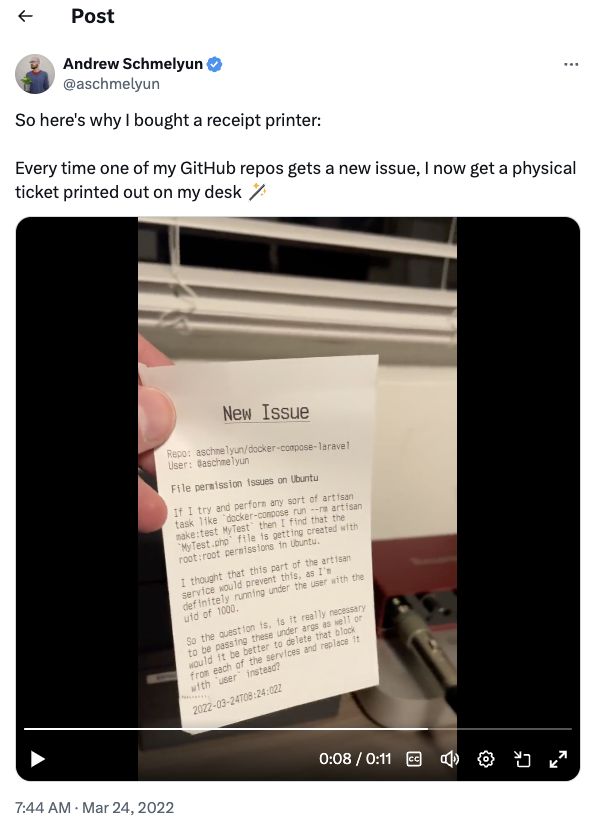 Post
Andrew Schmelyun
@aschmelyun
So here's why I bought a receipt printer:
Every time one of my GitHub repos gets a new issue, I now get a physical
ticket printed out on my desk 🪄
New Issue
Repo: aschmelyun/docker-compose-laravel
User: @aschmelyun
File permission issues on Ubuntu
If I try and perform any sort of artisan
task like `docker-compose run --rm artisan
make:test MyTest` then I find that the
`MyTest.php` file is getting created with
root:root permissions in Ubuntu.
I thought that this part of the artisan
service would prevent this, as I'm
definitely running under the user with the
uid of 1000.
So the question is, is it really necessary
to be passing these under args as well or
would it be better to delete that block
from each of the services and replace it
with `user` instead?
2022-03-24T08:24:02Z
0:08 / 0:11
CC
7:44 AM · Mar 24, 2022